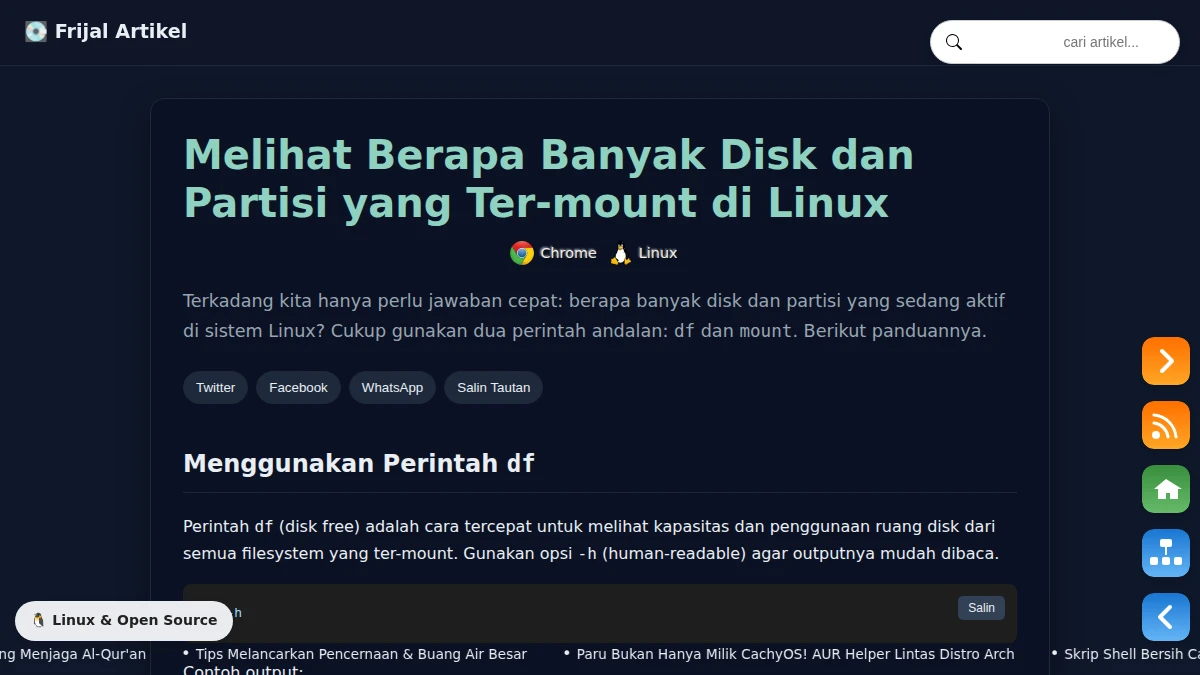 Frijal Artikel
cari artikel...
Melihat Berapa Banyak Disk dan
Partisi yang Ter-mount di Linux
Chrome Linux
Terkadang kita hanya perlu jawaban cepat: berapa banyak disk dan partisi yang sedang aktif
di sistem Linux? Cukup gunakan dua perintah andalan: df dan mount. Berikut panduannya.
Twitter Facebook WhatsApp Salin Tautan
Menggunakan Perintah df
Perintah df (disk free) adalah cara tercepat untuk melihat kapasitas dan penggunaan ruang disk dari
semua filesystem yang ter-mount. Gunakan opsi -h (human-readable) agar outputnya mudah dibaca.
Salin
-h
Linux & Open Source
Menjaga Al-Qur'an • Tips Melancarkan Pencernaan & Buang Air Besar • Paru Bukan Hanya Milik CachyOS! AUR Helper Lintas Distro Arch • Skrip Shell Bersih
Contoh output: